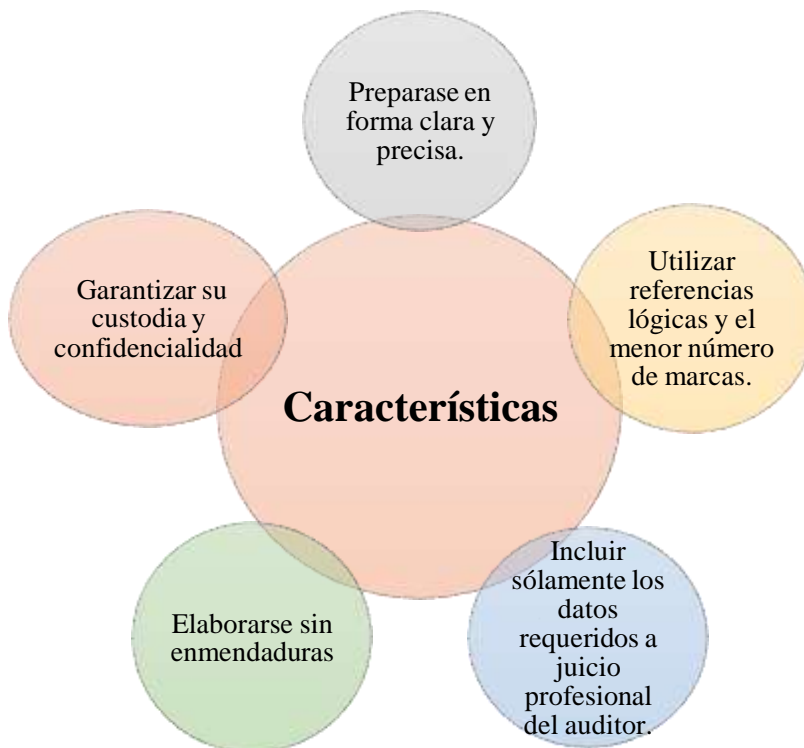 Preparase en
forma clara y
precisa.
Utilizar
referencias
lógicas y el
menor número
de marcas.
Garantizar su
custodia y
confidencialidad
Características
Incluir
sólamente los
datos
requeridos a
juicio
profesional
del auditor.
Elaborarse sin
enmendaduras